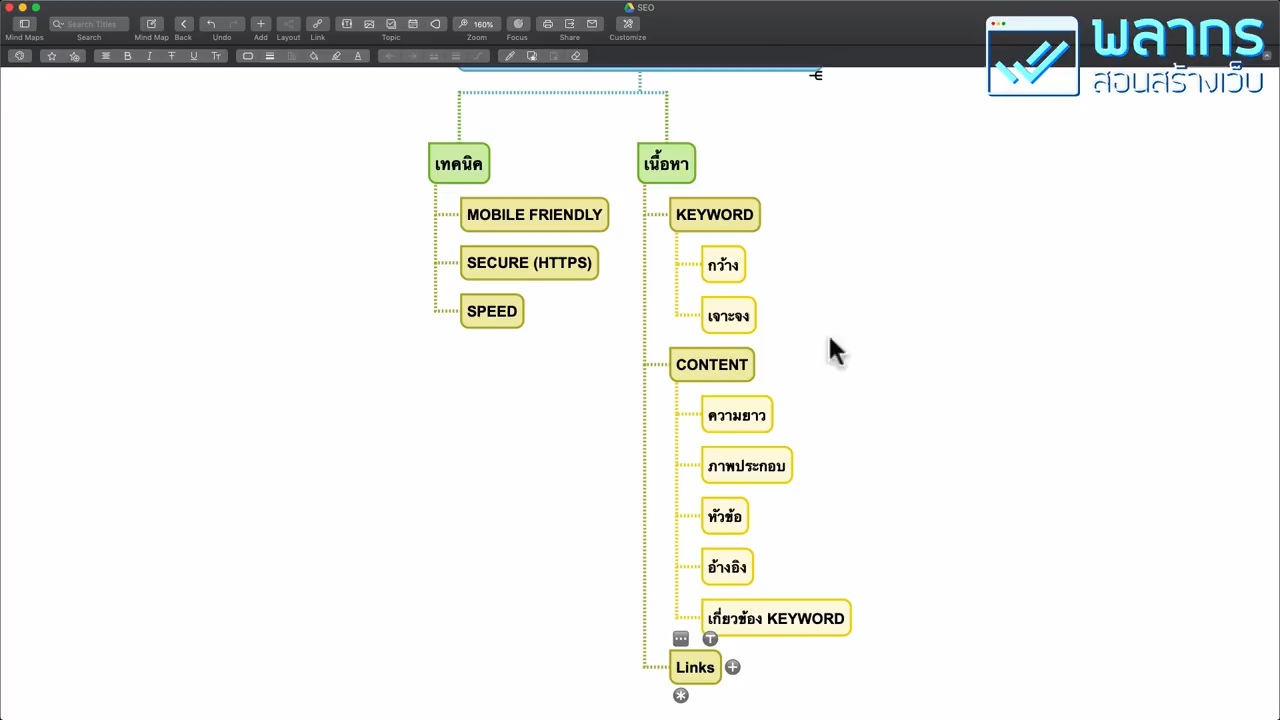 SEO
Search Titles
160%
Mind Maps
Search
Mind Map
Back
Undo
Add
Layout
Link
Topic
Zoom
Focus
Share
Customize
พลากร
สอนสร้างเว็บ
เทคนิค
MOBILE FRIENDLY
SECURE (HTTPS)
SPEED
เนื้อหา
KEYWORD
กว้าง
เจาะจง
CONTENT
ความยาว
ภาพประกอบ
หัวข้อ
อ้างอิง
เกี่ยวข้อง KEYWORD
Links